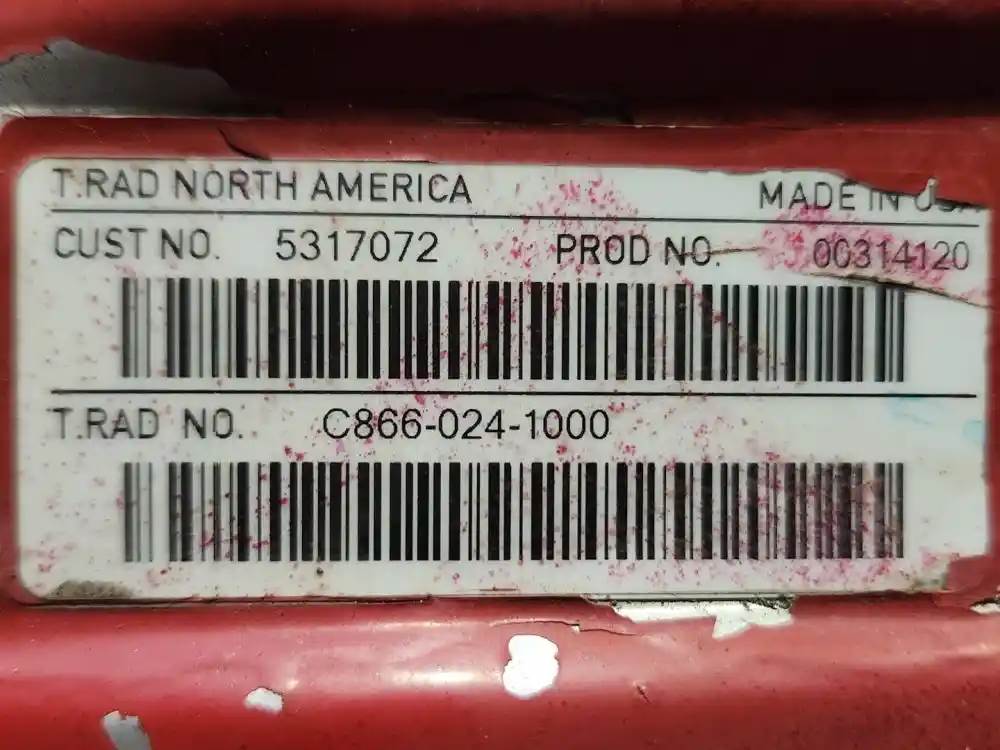 T.RAD NORTH AMERICA MADE IN USA
CUST NO. 5317072 PROD NO. 00314120
T.RAD NO. C866-024-1000